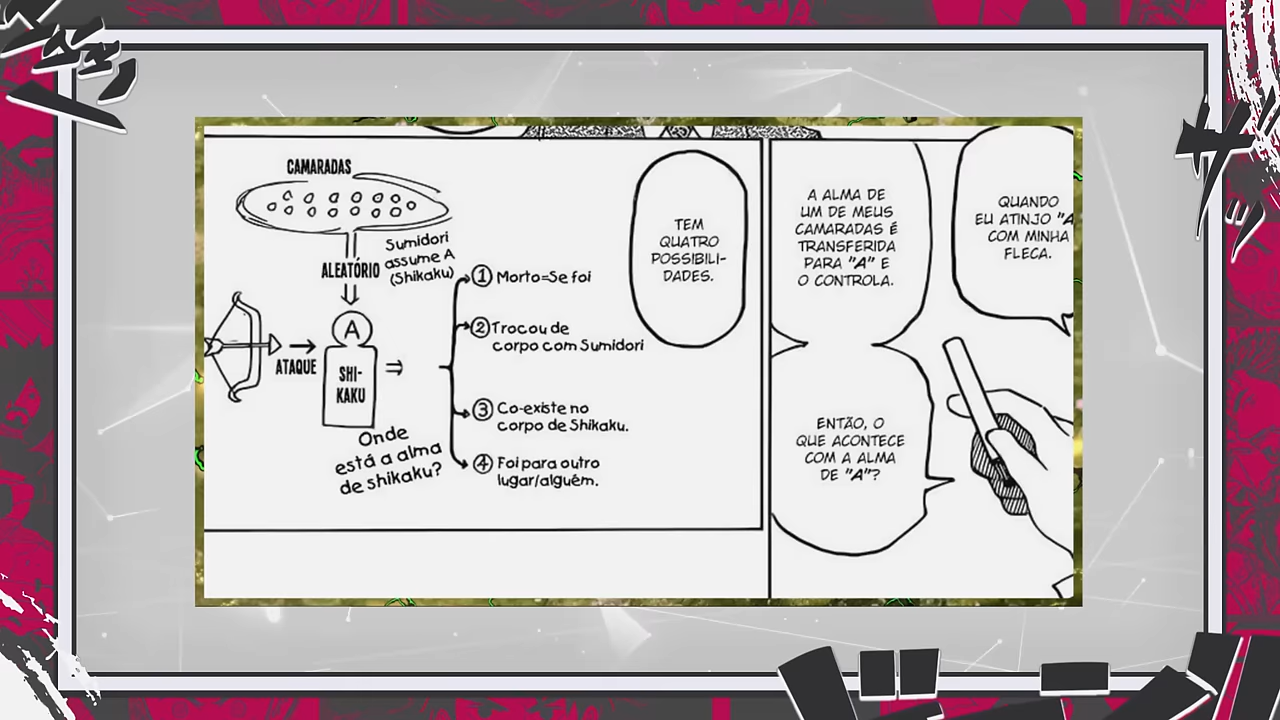 QUANDO
EU ATINJO "A
COM MINHA
FLECA.
A ALMA DE
UM DE MEUS
CAMARADAS É
TRANSFERIDA
PARA "A" E
O CONTROLA.
ENTÃO, O
QUE ACONTECE
COM A ALMA
DE "A"?
TEM
QUATRO
POSSIBILI-
DADES.
CAMARADAS
ALEATÓRIO
Sumidori
assume A
(Shikaku)
A
ATAQUE
SHI-
KAKU
Onde
está a alma
de shikaku?
① Morto=Se foi
② Trocou de
corpo com Sumidori
③ Co-existe no
corpo de Shikaku.
④ Foi para outro
lugar/alguém.